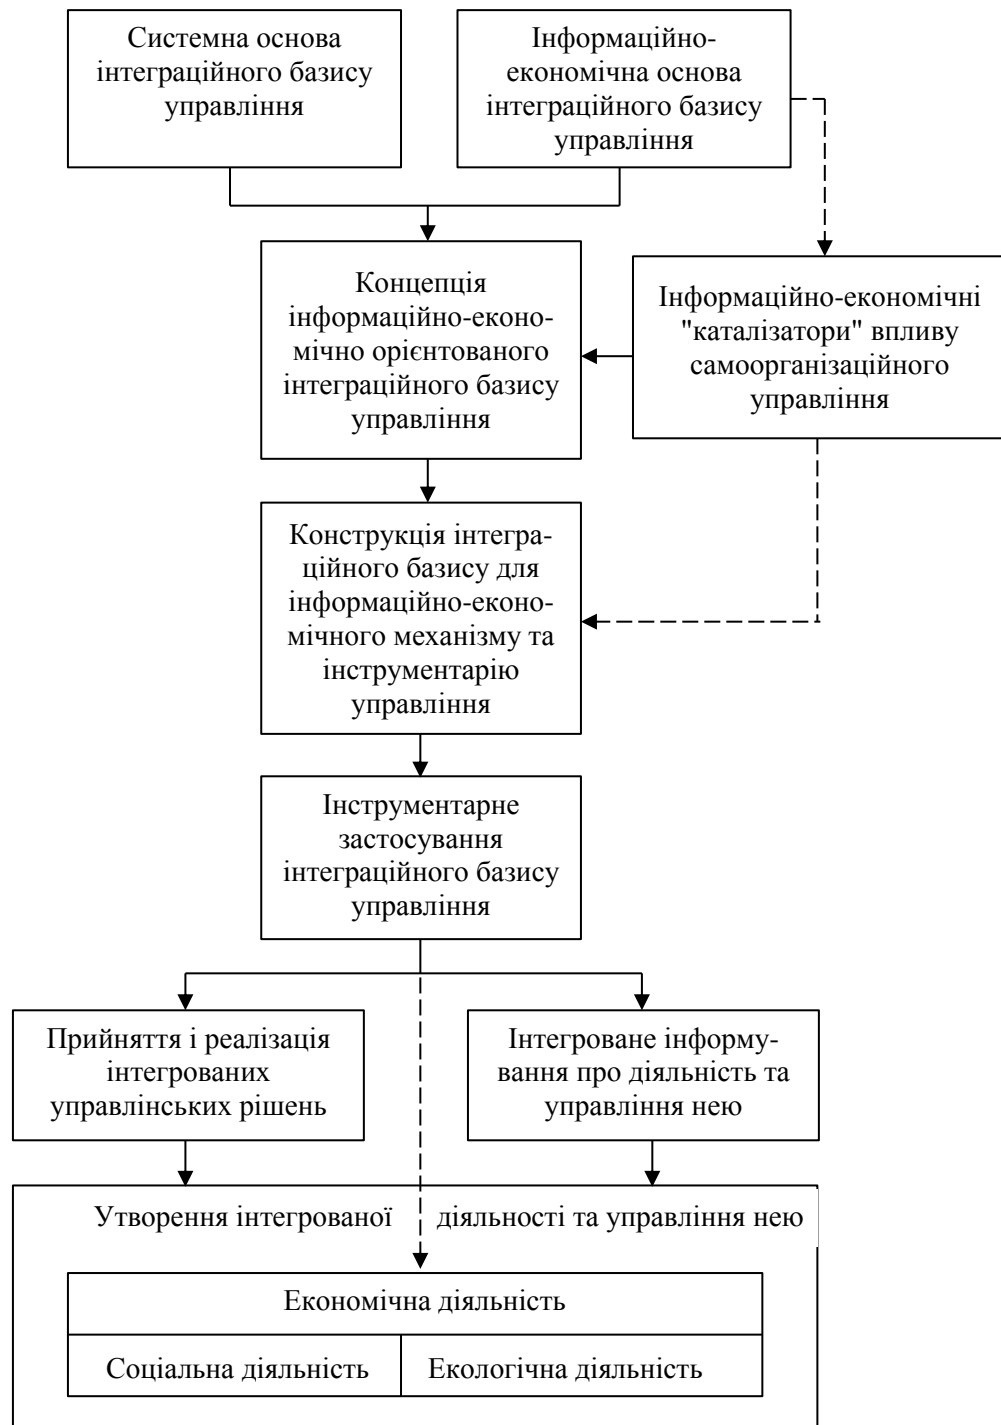 Системна основа
інтеграційного базису
управління
Інформаційно-
економічна основа
інтеграційного базису
управління
Концепція
інформаційно-еконо-
мічно орієнтованого
інтеграційного базису
управління
Інформаційно-економічні
"каталізатори" впливу
самоорганізаційного
управління
Конструкція інтегра-
ційного базису для
інформаційно-еконо-
мічного механізму та
інструментарію
управління
Інструментарне
застосування
інтеграційного базису
управління
Прийняття і реалізація
інтегрованих
управлінських рішень
Інтегроване інформу-
вання про діяльність та
управління нею
Утворення інтегрованої діяльності та управління нею
Економічна діяльність
Соціальна діяльність
Екологічна діяльність